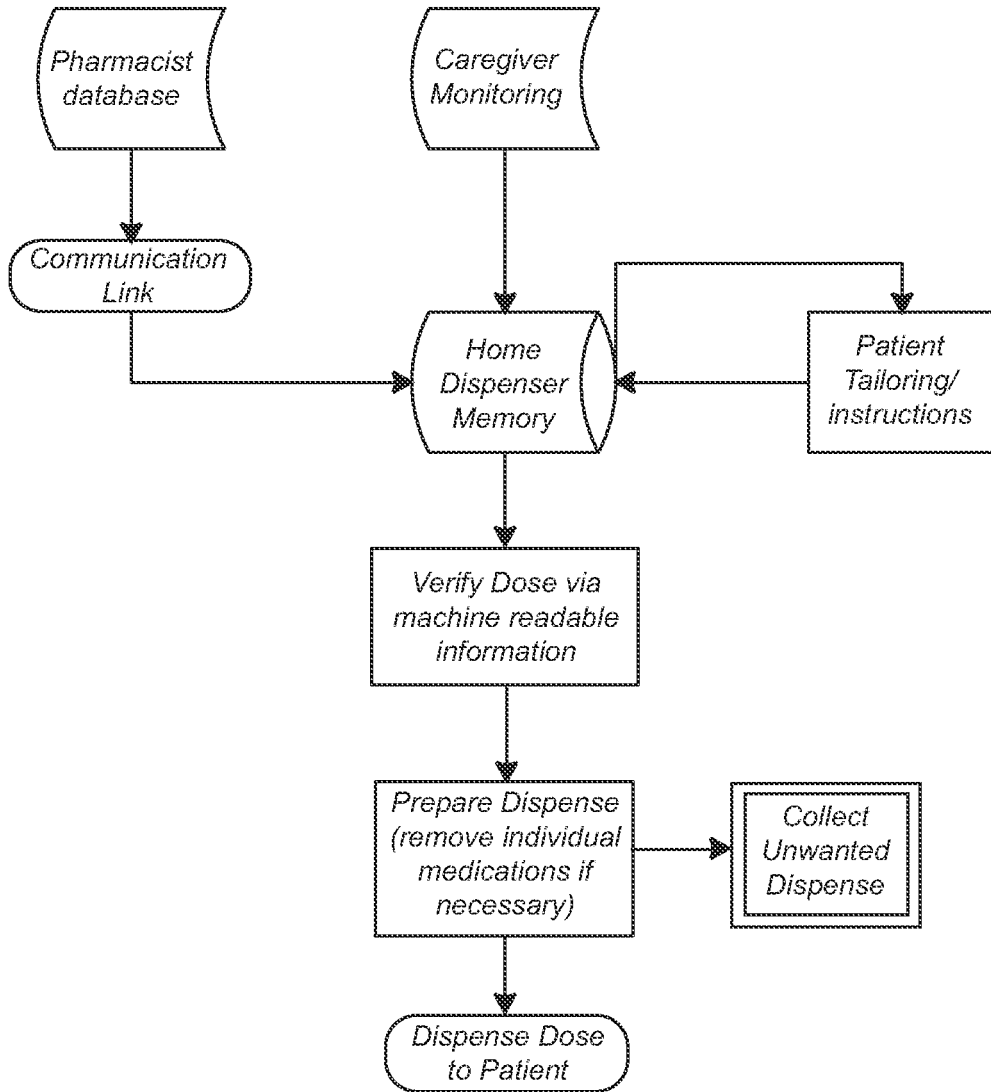 Pharmacist
database
Caregiver
Monitoring
Communication
Link
Home
Dispenser
Memory
Patient
Tailoring/
instructions
Verify Dose via
machine readable
information
Prepare Dispense
(remove individual
medications if
necessary)
Collect
Unwanted
Dispense
Dispense Dose
to Patient